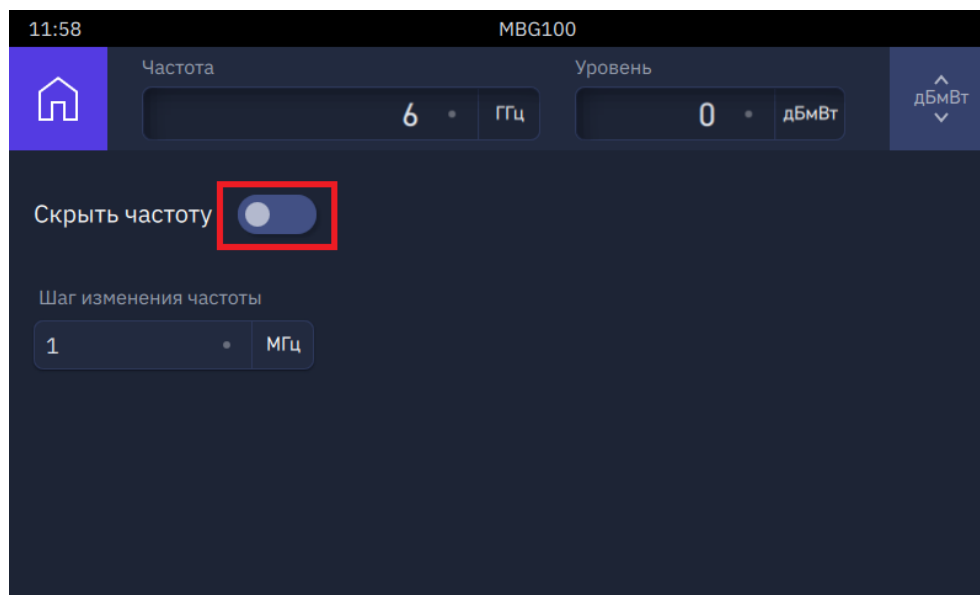 11:58 MBG100
Частота Уровень
6 ГГц 0 дБмВт дБмВт
Скрыть частоту
Шаг изменения частоты
1 МГц